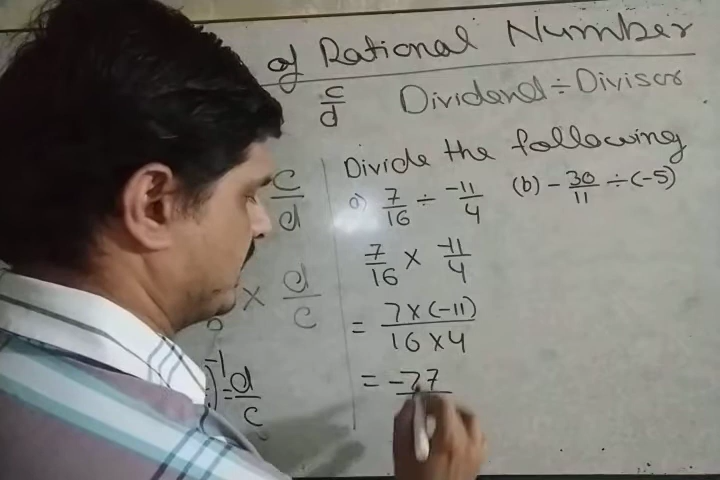 of Rational Number
c/d Dividend ÷ Divisor
c/d
× d/c
)⁻¹ = d/c
Divide the following
a) 7/16 ÷ -11/4 (b) - 30/11 ÷ (-5)
7/16 × -11/4
= 7 × (-11) / 16 × 4
= -77